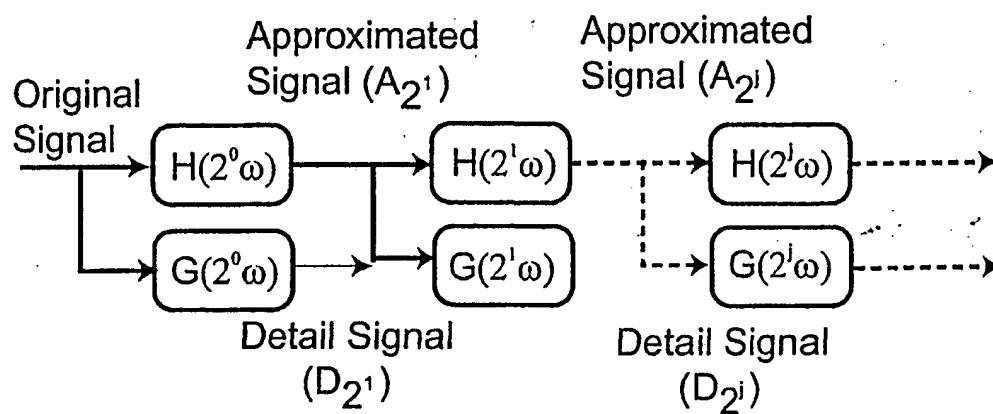 Approximated
Signal (A₂¹)
Approximated
Signal (A₂ʲ)
Original
Signal
H(2⁰ω)
H(2¹ω)
H(2ʲω)
G(2⁰ω)
G(2¹ω)
G(2ʲω)
Detail Signal
(D₂¹)
Detail Signal
(D₂ʲ)